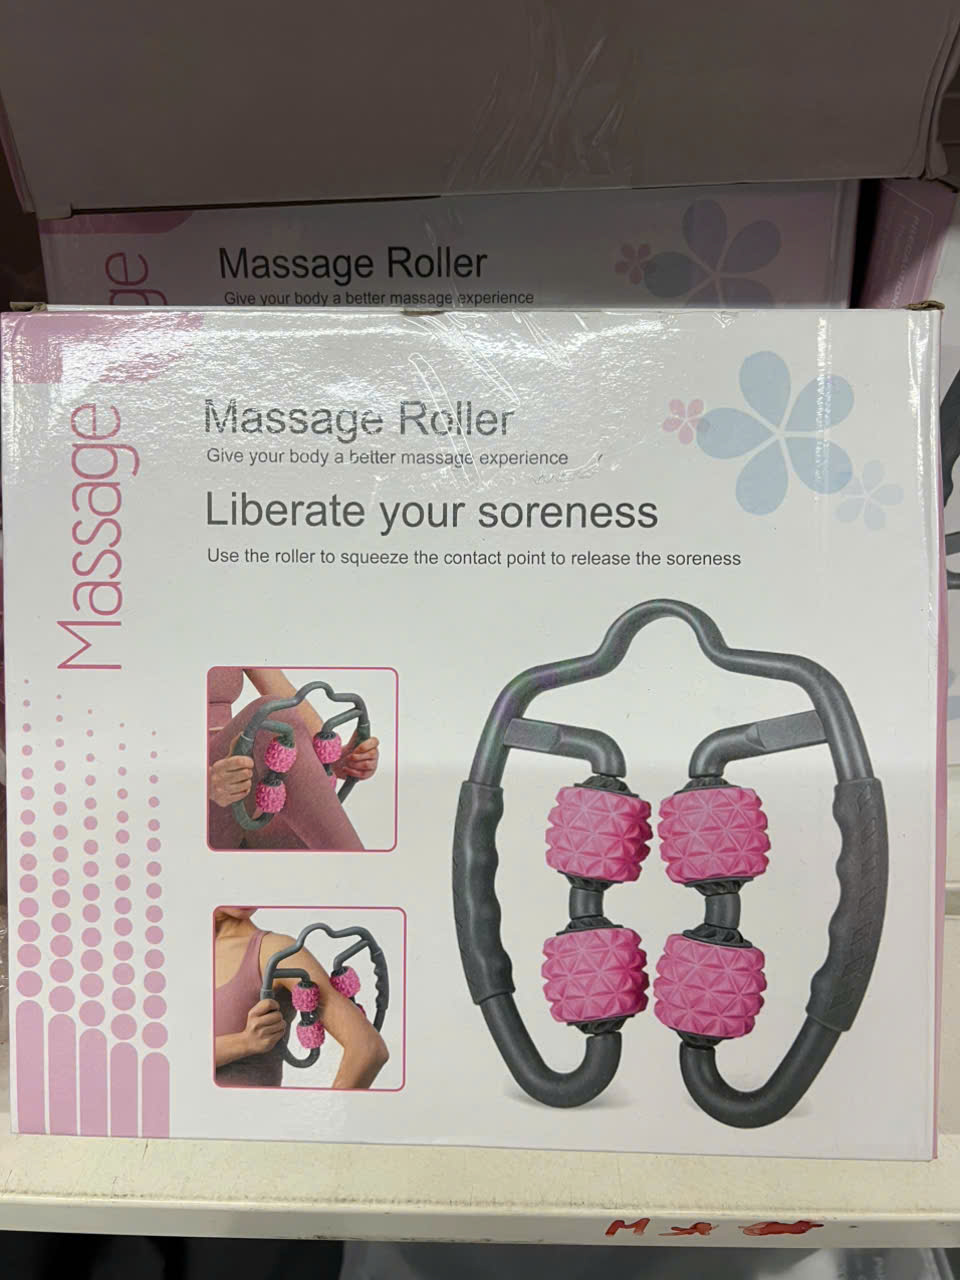 ge
Massage Roller
Give your body a better massage experience
Massage
Massage Roller
Give your body a better massage experience
Liberate your soreness
Use the roller to squeeze the contact point to release the soreness
M